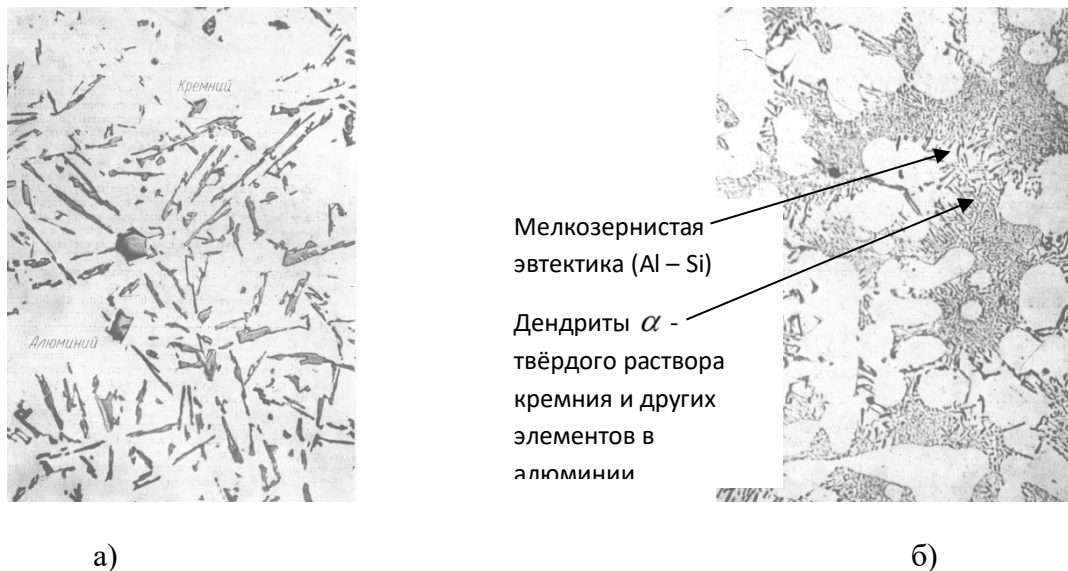 Кремний
Алюминий
Мелкозернистая
эвтектика (Al – Si)
Дендриты α -
твёрдого раствора
кремния и других
элементов в
алюминии
а)
б)